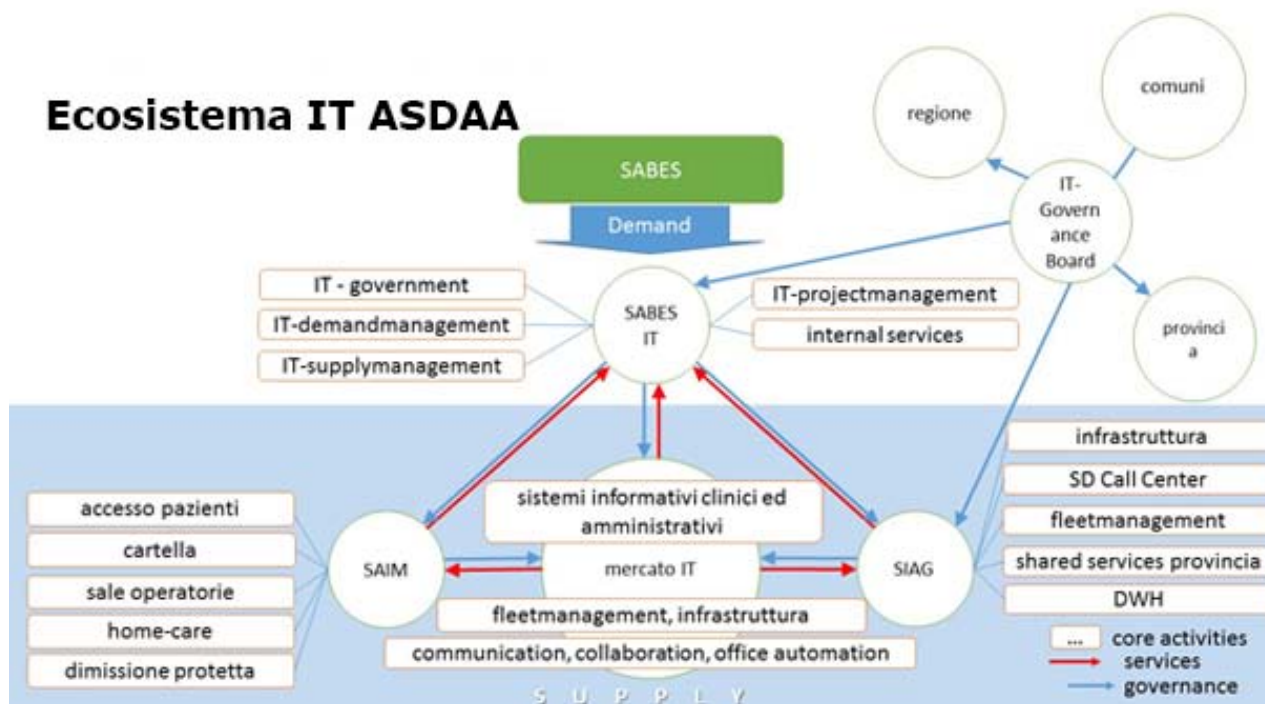 Ecosistema IT ASDAA
regione
comuni
SABES
Demand
IT-
Govern
ance
Board
provinci
a
IT - government
IT-demandmanagement
IT-supplymanagement
SABES
IT
IT-projectmanagement
internal services
accesso pazienti
cartella
sale operatorie
home-care
dimissione protetta
SAIM
sistemi informativi clinici ed
amministrativi
mercato IT
fleetmanagement, infrastruttura
communication, collaboration, office automation
SUPPLY
SIAG
infrastruttura
SD Call Center
fleetmanagement
shared services provincia
DWH
... core activities
services
governance